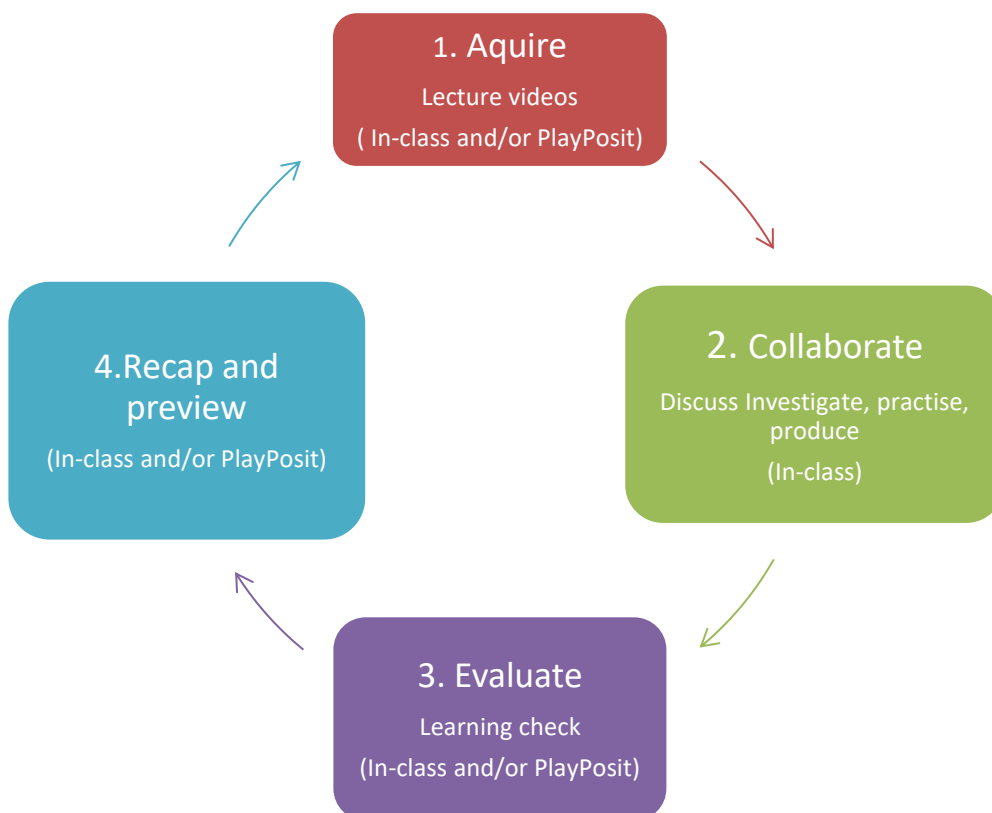 1. Aquire
Lecture videos
( In-class and/or PlayPosit)
2. Collaborate
Discuss Investigate, practise,
produce
(In-class)
3. Evaluate
Learning check
(In-class and/or PlayPosit)
4.Recap and
preview
(In-class and/or PlayPosit)